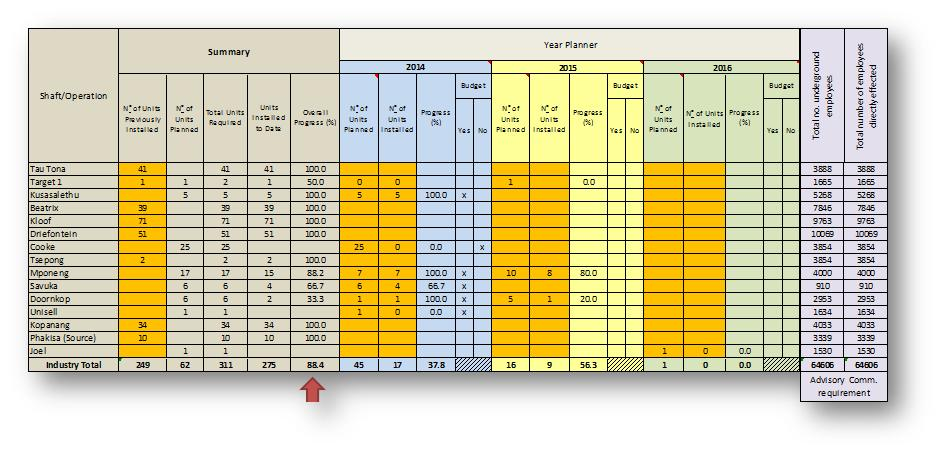 Shaft/Operation
Summary
Year Planner
2014
2015
2016
N° of Units Previously Installed
N° of Units Planned
Total Units Required
Units Installed to Date
Overall Progress (%)
N° of Units Planned
N° of Units Installed
Progress (%)
Budget
Yes
No
N° of Units Planned
N° of Units Installed
Progress (%)
Budget
Yes
No
N° of Units Planned
N° of Units Installed
Progress (%)
Budget
Yes
No
Total no. underground employees
Total number of employees directly effected
Tau Tona 41 41 41 100.0 3888 3888
Target 1 1 1 2 1 50.0 0 0 1 0.0 1665 1665
Kusasalethu 5 5 5 100.0 5 5 100.0 x 5268 5268
Beatrix 39 39 39 100.0 7846 7846
Kloof 71 71 71 100.0 9763 9763
Driefontein 51 51 51 100.0 10069 10069
Cooke 25 25 25 0 0.0 x 3854 3854
Tsepong 2 2 2 100.0 3854 3854
Mponeng 17 17 15 88.2 7 7 100.0 x 10 8 80.0 4000 4000
Savuka 6 6 4 66.7 6 4 66.7 x 910 910
Doornkop 6 6 2 33.3 1 1 100.0 x 5 1 20.0 2953 2953
Unisell 1 1 1 0 0.0 x 1634 1634
Kopanang 34 34 34 100.0 4033 4033
Phakisa (Source) 10 10 10 100.0 3339 3339
Joel 1 1 1 0 0.0 1530 1530
Industry Total 249 62 311 275 88.4 45 17 37.8 16 9 56.3 1 0 0.0 64606 64606
Advisory Comm.
requirement